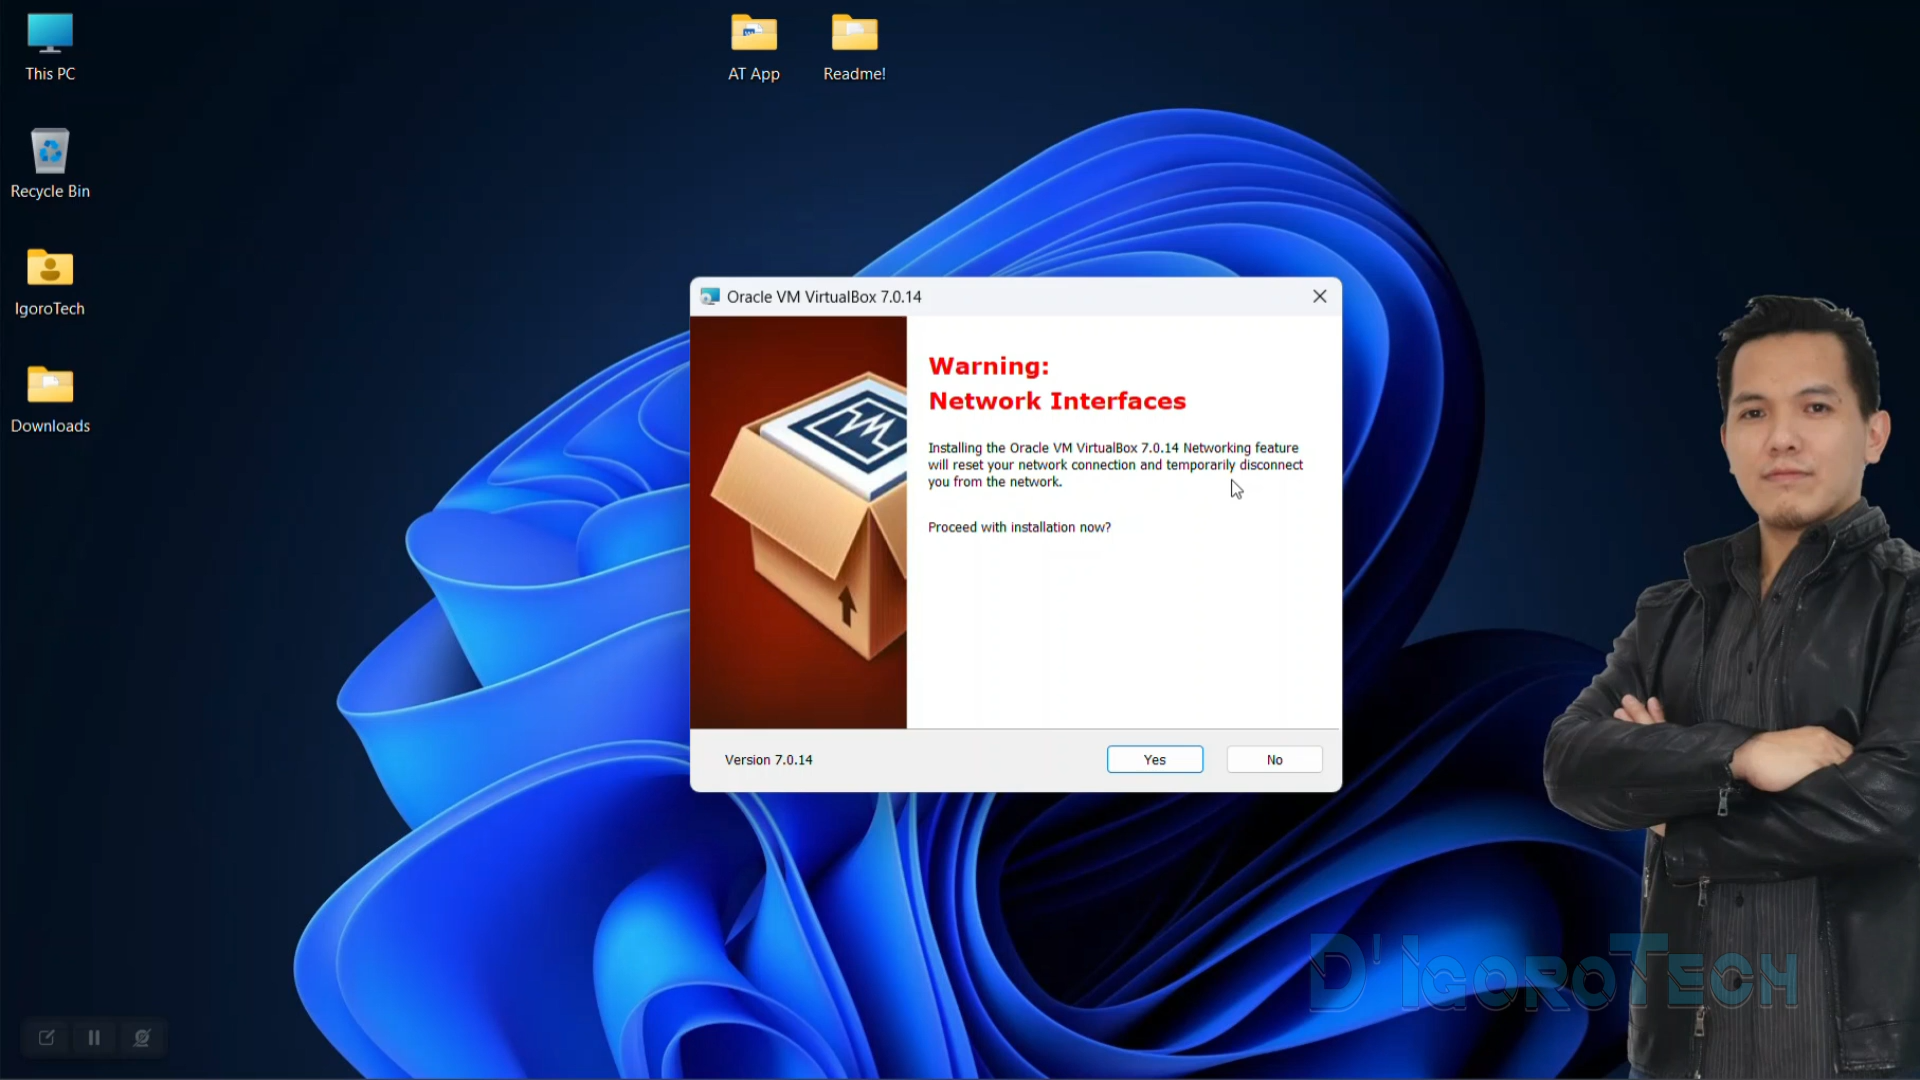 This PC
AT App
Readme!
Recycle Bin
IgoroTech
Downloads
Oracle VM VirtualBox 7.0.14
Warning:
Network Interfaces
Installing the Oracle VM VirtualBox 7.0.14 Networking feature
will reset your network connection and temporarily disconnect
you from the network.
Proceed with installation now?
Version 7.0.14
Yes
No
D'IGOROTECH